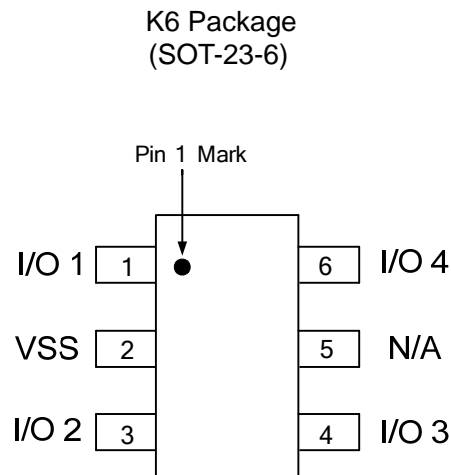 K6 Package
(SOT-23-6)
Pin 1 Mark
I/O 1 1 6 I/O 4
VSS 2 5 N/A
I/O 2 3 4 I/O 3